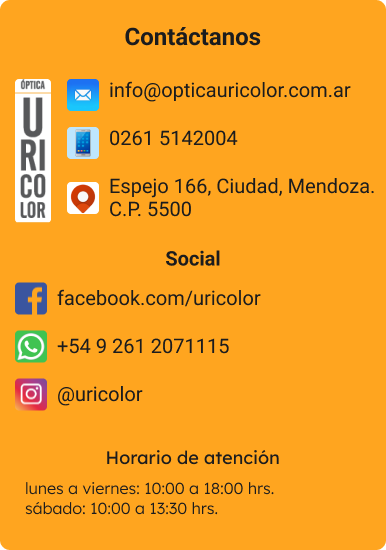 Contáctanos
ÓPTICA
U
RI
CO
LOR
info@opticauricolor.com.ar
0261 5142004
Espejo 166, Ciudad, Mendoza.
C.P. 5500
Social
facebook.com/uricolor
+54 9 261 2071115
@uricolor
Horario de atención
lunes a viernes: 10:00 a 18:00 hrs.
sábado: 10:00 a 13:30 hrs.